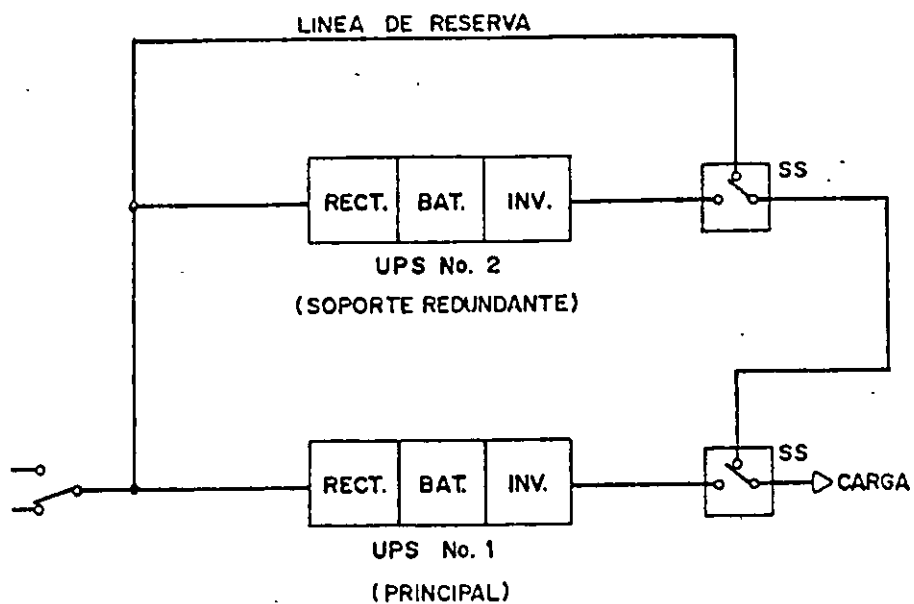 LINEA DE RESERVA
SS
RECT. BAT. INV.
UPS No. 2
(SOPORTE REDUNDANTE)
SS
RECT. BAT. INV.
CARGA
UPS No. 1
(PRINCIPAL)